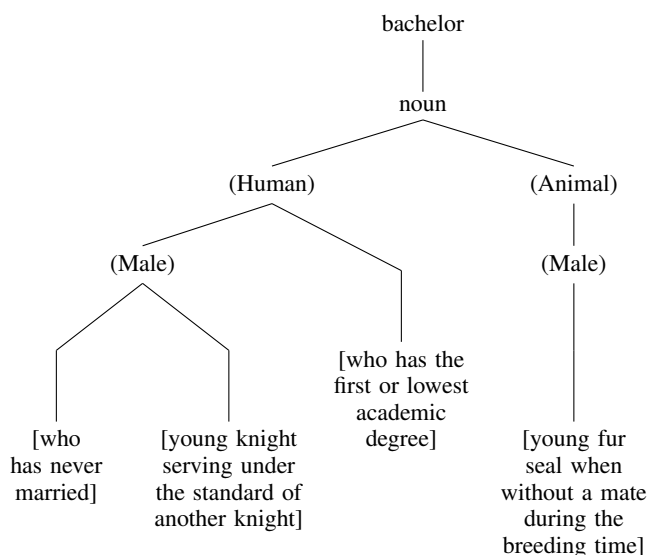 bachelor
noun
(Human)
(Animal)
(Male)
(Male)
[who has the
first or lowest
academic
degree]
[who
has never
married]
[young knight
serving under
the standard of
another knight]
[young fur
seal when
without a mate
during the
breeding time]